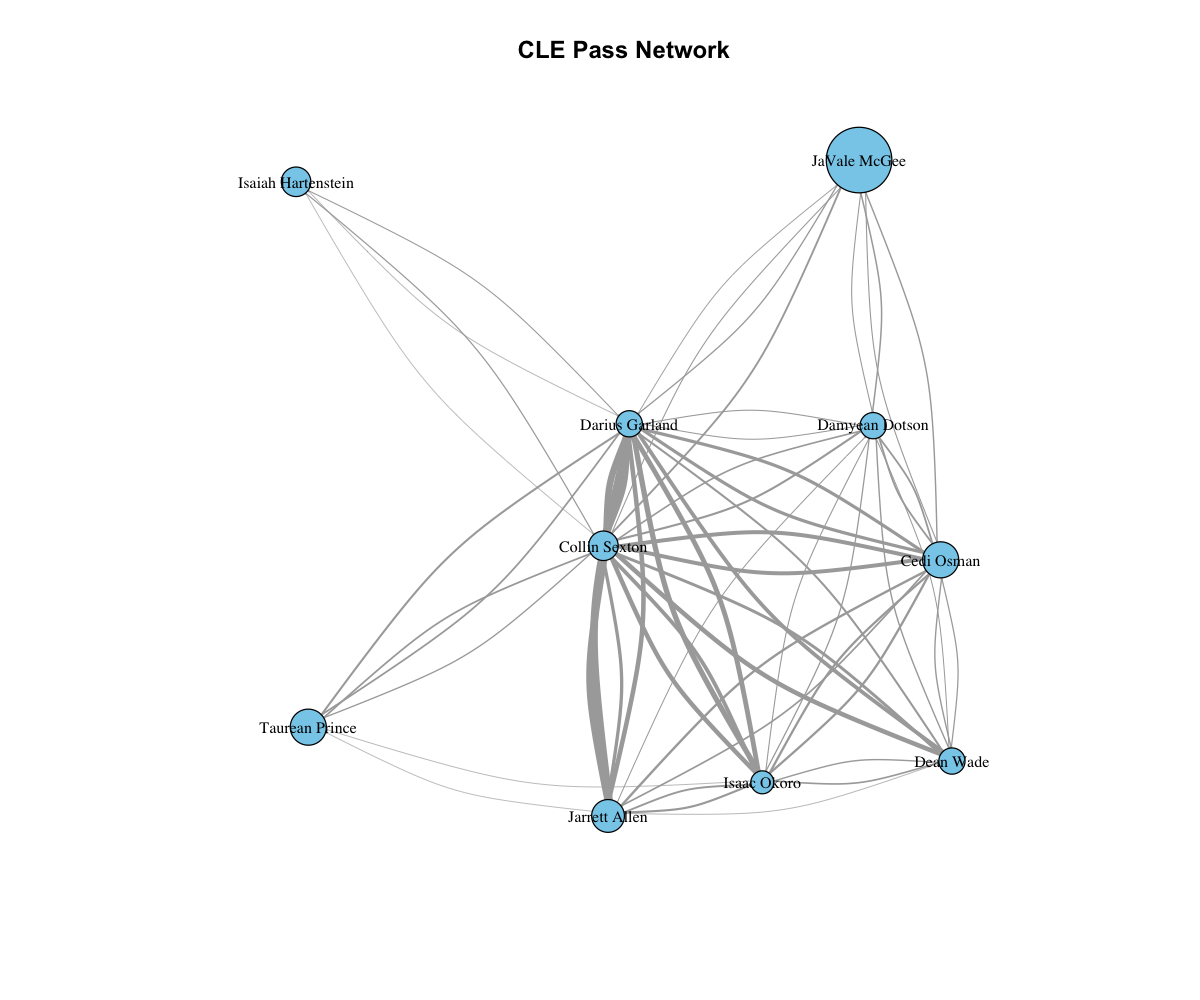 CLE Pass Network
JaVale McGee
Isaiah Hartenstein
Darius Garland
Damyean Dotson
Collin Sexton
Cedi Osman
Taurean Prince
Dean Wade
Isaac Okoro
Jarrett Allen